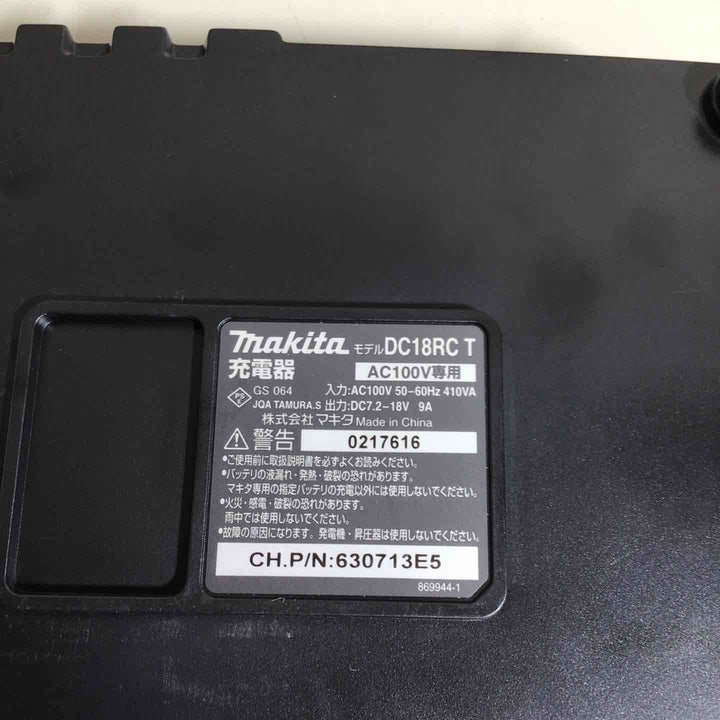 makita モデル DC18RC T
充電器 AC100V専用
PS E GS 064 入力:AC100V 50-60Hz 410VA
JQA TAMURA.S 出力:DC7.2-18V 9A
株式会社マキタ Made in China
警告 0217616
•ご使用前に取扱説明書を必ずよくお読みください。
•バッテリの液漏れ・発熱・破裂の恐れがあります。
マキタ専用の指定バッテリの充電以外には使用しないでください。
•火災・感電・破裂の恐れがあります。
雨中では使用しないでください。
•故障の原因になります。発電機・昇圧器は使用しないでください。
CH.P/N:630713E5
869944-1